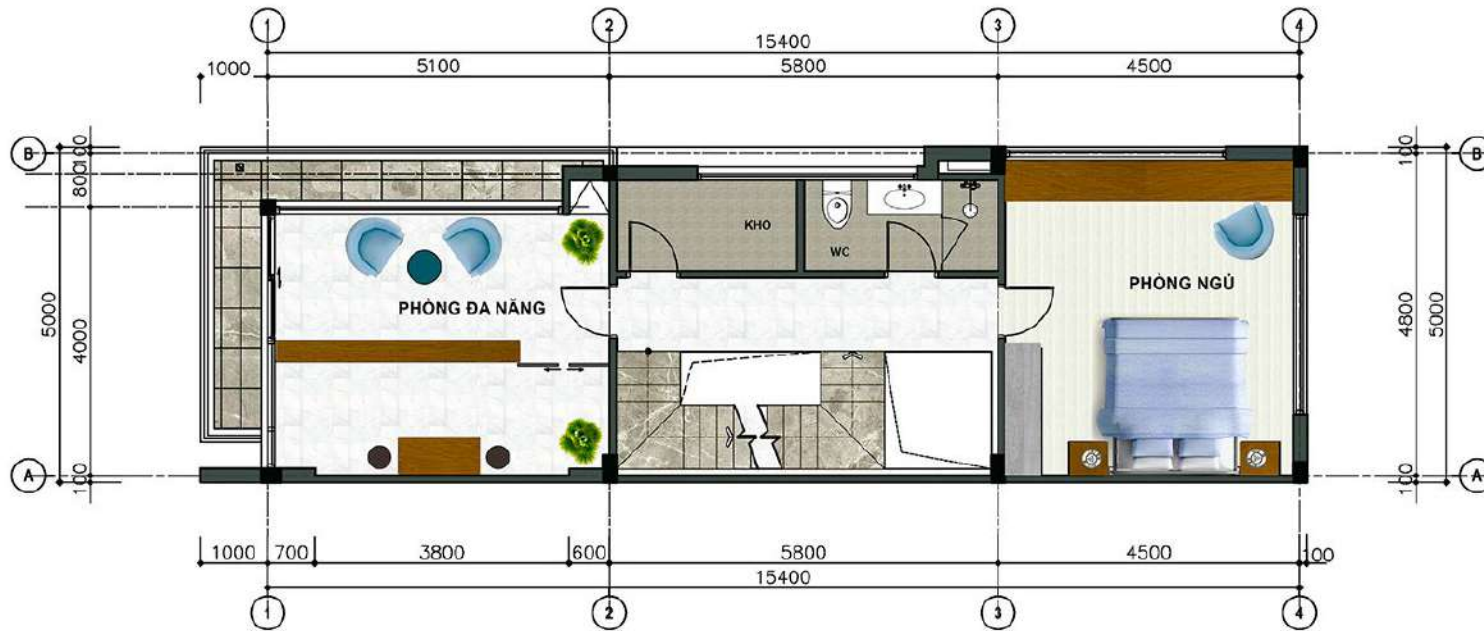 1 2 3 4
15400
1000 5100 5800 4500
B 100 100 B
800
KHO
WC
PHÒNG ĐA NĂNG PHÒNG NGỦ
5000 4000 4800 5000
A 100 100 A
1000 700 3800 600 5800 4500 100
15400
1 2 3 4